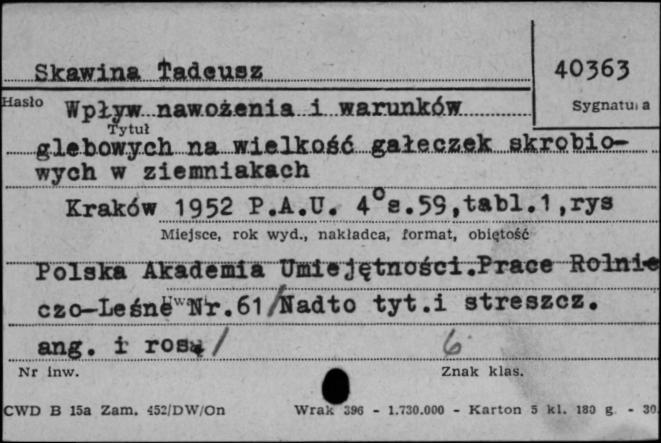 Skawina Tadeusz
40363
Hasło
Sygnatura
Wpływ nawożenia i warunków
Tytuł
glebowych na wielkość gałeczek skrobio-
wych w ziemniakach
Kraków 1952 P.A.U. 4°s.59,tabl.1,rys
Miejsce, rok wyd., nakładca, format, objętość
Polska Akademia Umiejętności.Prace Rolni
czo-Leśne Nr.61/Nadto tyt.i streszcz.
Uwagi
ang. i rosą/
6
Nr inw.
Znak klas.
CWD B 15a Zam. 452/DW/On
Wrak 396 - 1.730.000 - Karton 5 kl. 180 g. - 30.